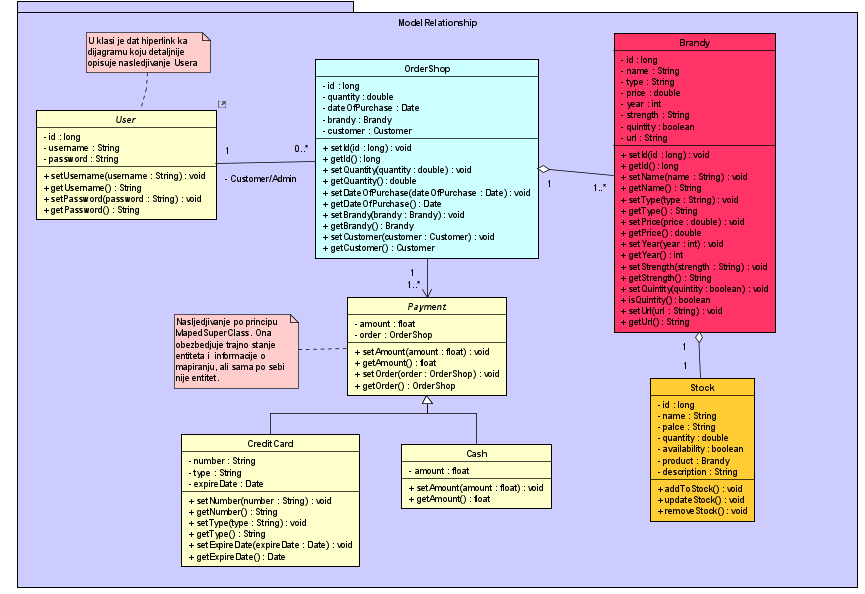 Model Relationship
U klasi je dat hiperlink ka
dijagramu koju detaljnije
opisuje nasledjivanje Usera
User
- id : long
- username : String
- password : String
+ setUsername(username : String) : void
+ getUsername() : String
+ setPassword(password : String) : void
+ getPassword() : String
1
0..*
- Customer/Admin
OrderShop
- id : long
- quantity : double
- dateOfPurchase : Date
- brandy : Brandy
- customer : Customer
+ setId(id : long) : void
+ getId() : long
+ setQuantity(quantity : double) : void
+ getQuantity() : double
+ setDateOfPurchase(dateOfPurchase : Date) : void
+ getDateOfPurchase() : Date
+ setBrandy(brandy : Brandy) : void
+ getBrandy() : Brandy
+ setCustomer(customer : Customer) : void
+ getCustomer() : Customer
1
1..*
Brandy
- id : long
- name : String
- type : String
- price : double
- year : int
- strength : String
- quintity : boolean
- url : String
+ setId(id : long) : void
+ getId() : long
+ setName(name : String) : void
+ getName() : String
+ setType(type : String) : void
+ getType() : String
+ setPrice(price : double) : void
+ getPrice() : double
+ setYear(year : int) : void
+ getYear() : int
+ setStrength(strength : String) : void
+ getStrength() : String
+ setQuintity(quintity : boolean) : void
+ isQuintity() : boolean
+ setUrl(url : String) : void
+ getUrl() : String
1
1..*
Nasljedjivanje po principu
MapedSuperClass. Ona
obezbedjuje trajno stanje
entiteta i informacije o
mapiranju, ali sama po sebi
nije entitet.
Payment
- amount : float
- order : OrderShop
+ setAmount(amount : float) : void
+ getAmount() : float
+ setOrder(order : OrderShop) : void
+ getOrder() : OrderShop
1
1
Stock
- id : long
- name : String
- palce : String
- quantity : double
- availability : boolean
- product : Brandy
- description : String
+ addToStock() : void
+ updateStock() : void
+ removeStock() : void
CreditCard
- number : String
- type : String
- expireDate : Date
+ setNumber(number : String) : void
+ getNumber() : String
+ setType(type : String) : void
+ getType() : String
+ setExpireDate(expireDate : Date) : void
+ getExpireDate() : Date
Cash
- amount : float
+ setAmount(amount : float) : void
+ getAmount() : float